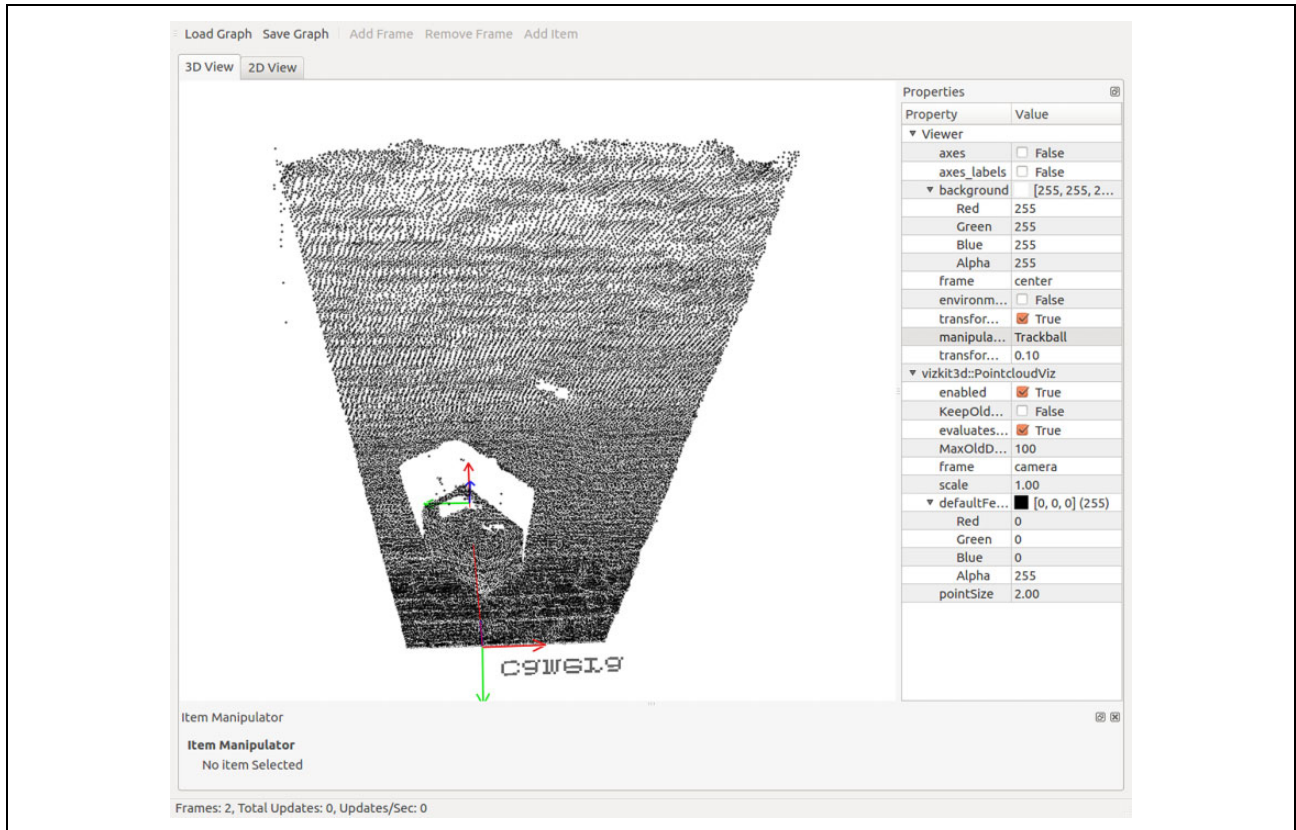 Load Graph Save Graph Add Frame Remove Frame Add Item
3D View 2D View
Properties
Property Value
Viewer
axes False
axes_labels False
background [255, 255, 2...
Red 255
Green 255
Blue 255
Alpha 255
frame center
environm... False
transfor... True
manipula... Trackball
transfor... 0.10
vizkit3d::PointcloudViz
enabled True
KeepOld... False
evaluates... True
MaxOldD... 100
frame camera
scale 1.00
defaultFe... [0, 0, 0] (255)
Red 0
Green 0
Blue 0
Alpha 255
pointSize 2.00
camera
Item Manipulator
Item Manipulator
No item Selected
Frames: 2, Total Updates: 0, Updates/Sec: 0